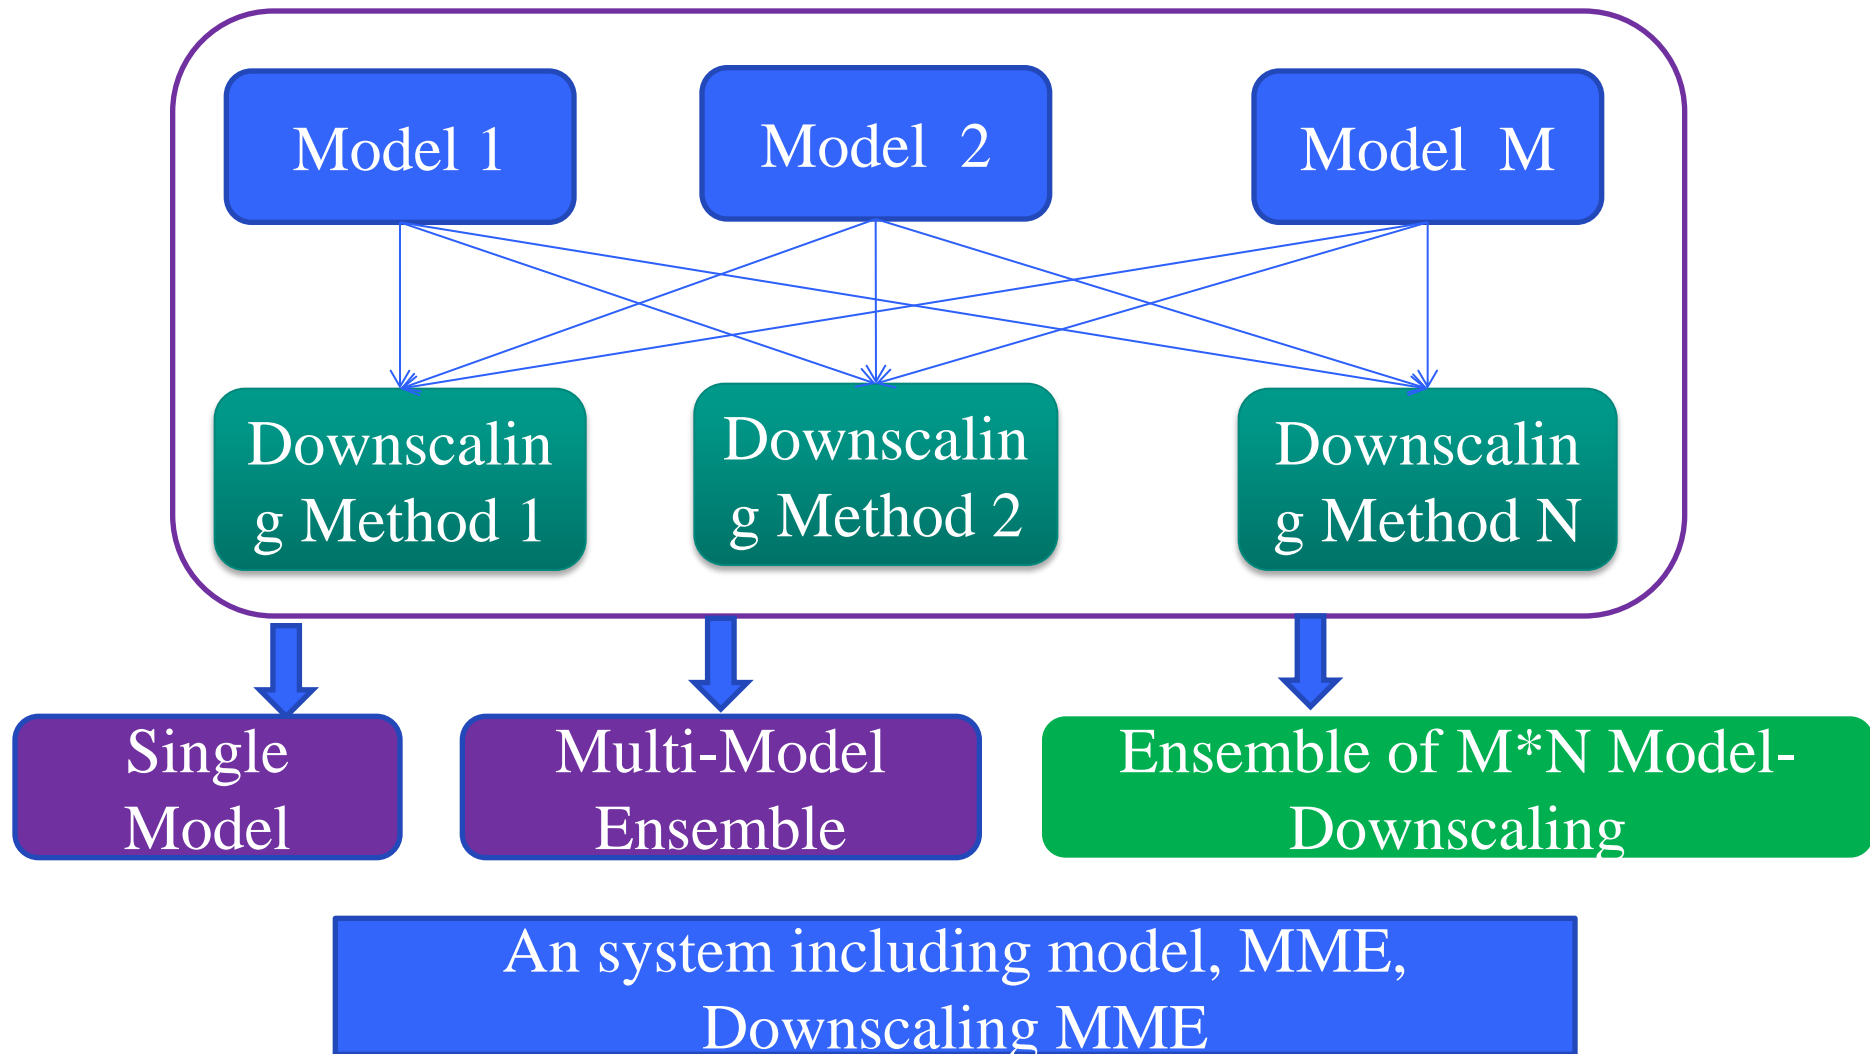 Model 1
Model  2
Model  M
Downscalin
g Method 1
Downscalin
g Method 2
Downscalin
g Method N
Single
Model
Multi-Model
Ensemble
Ensemble of M*N Model-
Downscaling
An system including model, MME,
Downscaling MME